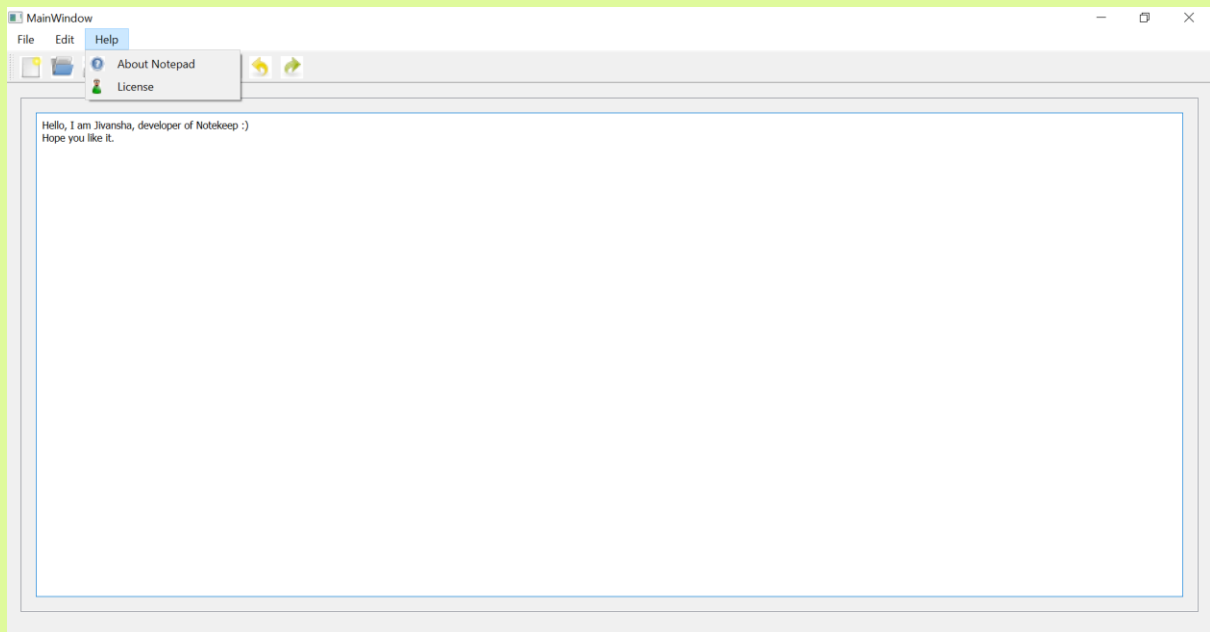 MainWindow
File Edit Help
About Notepad
License
Hello, I am Jivansha, developer of Notekeep :)
Hope you like it.